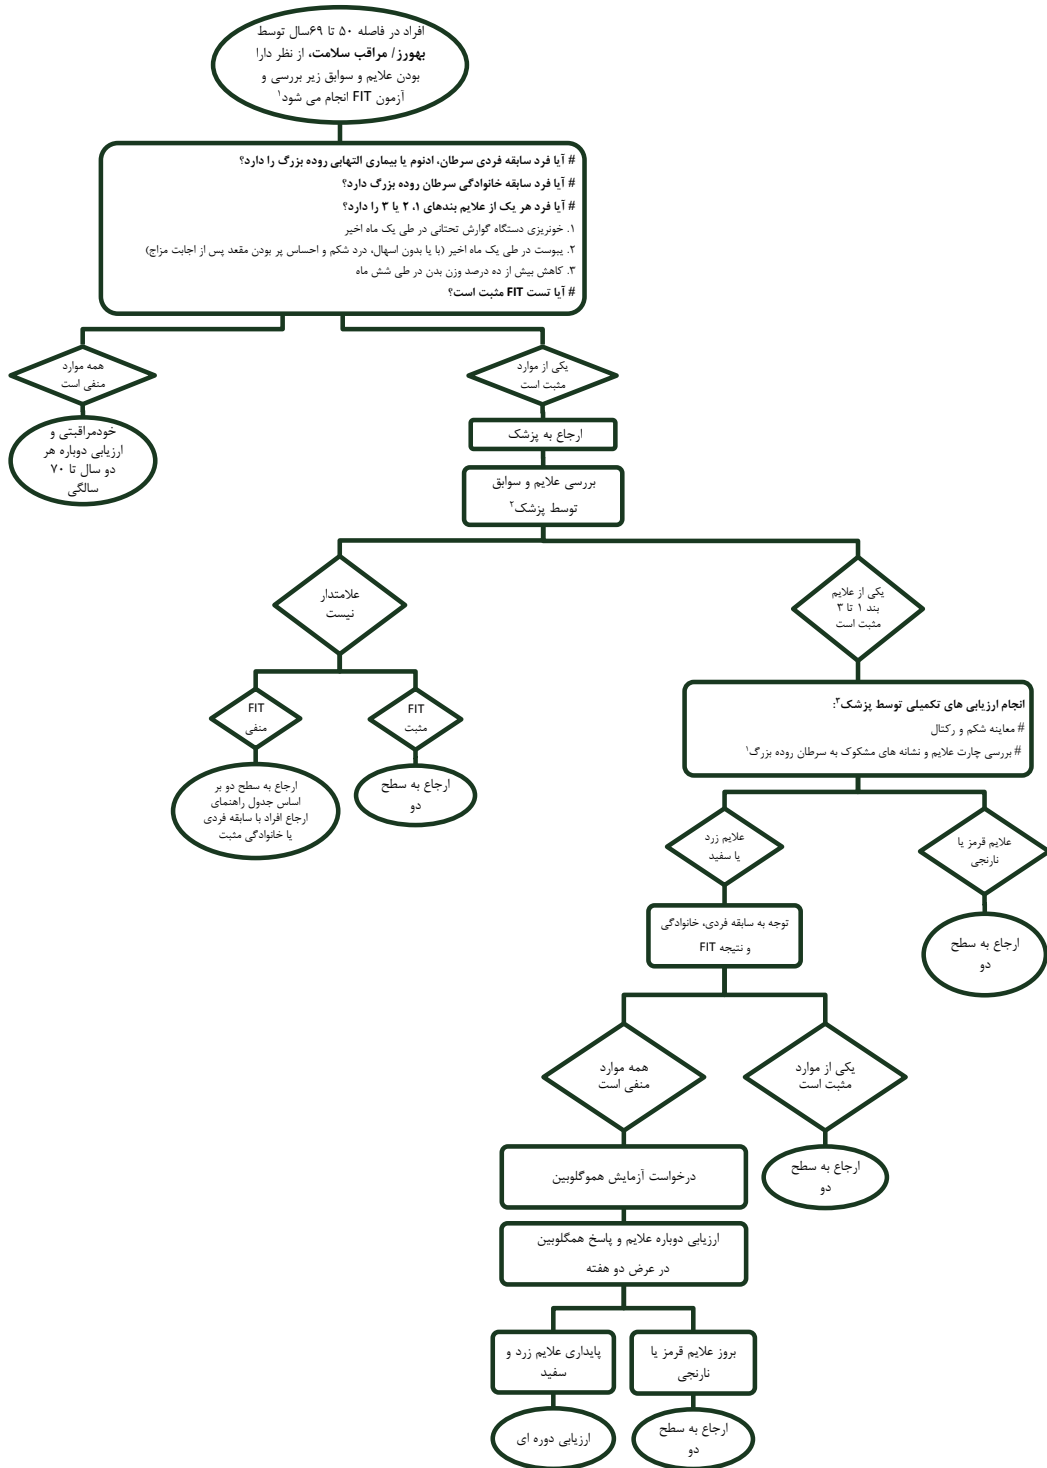 افراد در فاصله ۵۰ تا ۶۹سال توسط
بهورز/ مراقب سلامت، از نظر دارا
بودن علایم و سوابق زیر بررسی و
آزمون FIT انجام می شود۱
# آیا فرد سابقه فردی سرطان، ادنوم یا بیماری التهابی روده بزرگ را دارد؟
# آیا فرد سابقه خانوادگی سرطان روده بزرگ دارد؟
# آیا فرد هر یک از علایم بندهای ۱، ۲ یا ۳ را دارد؟
۱. خونریزی دستگاه گوارش تحتانی در طی یک ماه اخیر
۲. یبوست در طی یک ماه اخیر (با یا بدون اسهال، درد شکم و احساس پر بودن مقعد پس از اجابت مزاج)
۳. کاهش بیش از ده درصد وزن بدن در طی شش ماه
# آیا تست FIT مثبت است؟
یکی از موارد
مثبت است
همه موارد
منفی است
ارجاع به پزشک
خودمراقبتی و
ارزیابی دوباره هر
دو سال تا ۷۰
سالگی
بررسی علایم و سوابق
توسط پزشک۲
یکی از علایم
بند ۱ تا ۳
مثبت است
علامتدار
نیست
انجام ارزیابی های تکمیلی توسط پزشک۳:
# معاینه شکم و رکتال
# بررسی چارت علایم و نشانه های مشکوک به سرطان روده بزرگ۱
FIT
مثبت
FIT
منفی
ارجاع به سطح
دو
ارجاع به سطح دو بر
اساس جدول راهنمای
ارجاع افراد با سابقه فردی
یا خانوادگی مثبت
علایم قرمز یا
نارنجی
علایم زرد
یا سفید
ارجاع به سطح
دو
توجه به سابقه فردی، خانوادگی
و نتیجه FIT
یکی از موارد
مثبت است
همه موارد
منفی است
ارجاع به سطح
دو
درخواست آزمایش هموگلوبین
ارزیابی دوباره علایم و پاسخ همگلوبین
در عرض دو هفته
بروز علایم قرمز یا
نارنجی
پایداری علایم زرد و
سفید
ارجاع به سطح
دو
ارزیابی دوره ای